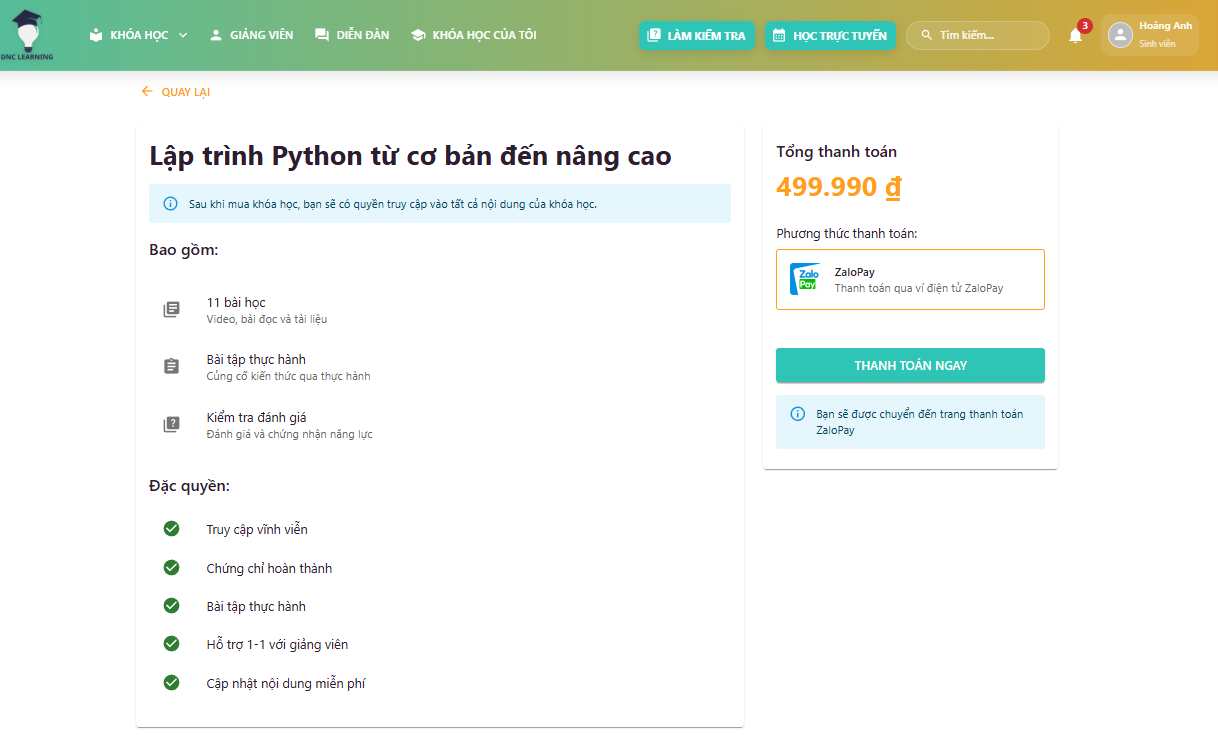 DNC LEARNING
KHÓA HỌC
GIẢNG VIÊN
DIỄN ĐÀN
KHÓA HỌC CỦA TÔI
LÀM KIỂM TRA
HỌC TRỰC TUYẾN
Tìm kiếm...
3
Hoàng Anh
Sinh viên
QUAY LẠI
Lập trình Python từ cơ bản đến nâng cao
Sau khi mua khóa học, bạn sẽ có quyền truy cập vào tất cả nội dung của khóa học.
Bao gồm:
11 bài học
Video, bài đọc và tài liệu
Bài tập thực hành
Củng cố kiến thức qua thực hành
Kiểm tra đánh giá
Đánh giá và chứng nhận năng lực
Đặc quyền:
Truy cập vĩnh viễn
Chứng chỉ hoàn thành
Bài tập thực hành
Hỗ trợ 1-1 với giảng viên
Cập nhật nội dung miễn phí
Tổng thanh toán
499.990 ₫
Phương thức thanh toán:
Zalo
Pay
ZaloPay
Thanh toán qua ví điện tử ZaloPay
THANH TOÁN NGAY
Bạn sẽ được chuyển đến trang thanh toán
ZaloPay